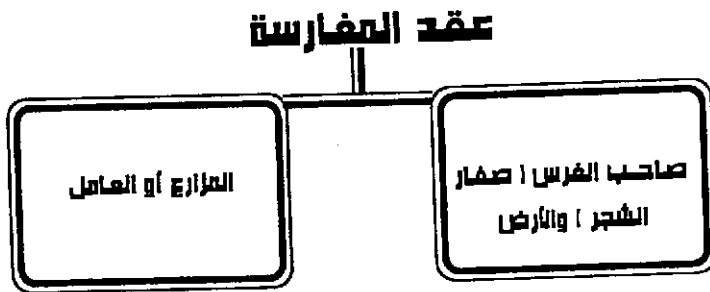 عقد المغارسة
صاحب الغرس ( صغار
الشجر ) والأرض
المزارع أو العامل